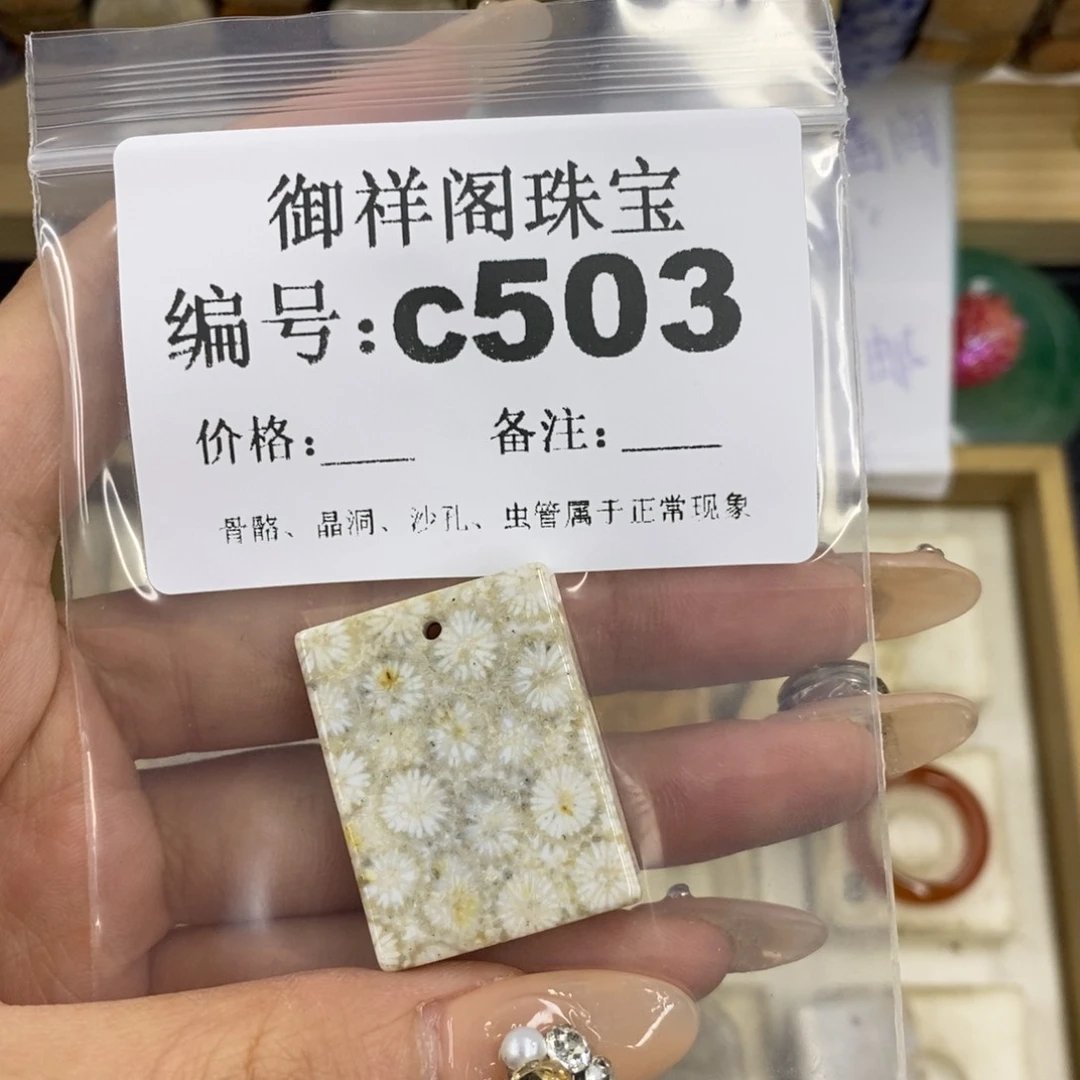 御祥阁珠宝
编号:c503
价格:____ 备注:____
骨骼、晶洞、沙孔、虫管属于正常现象